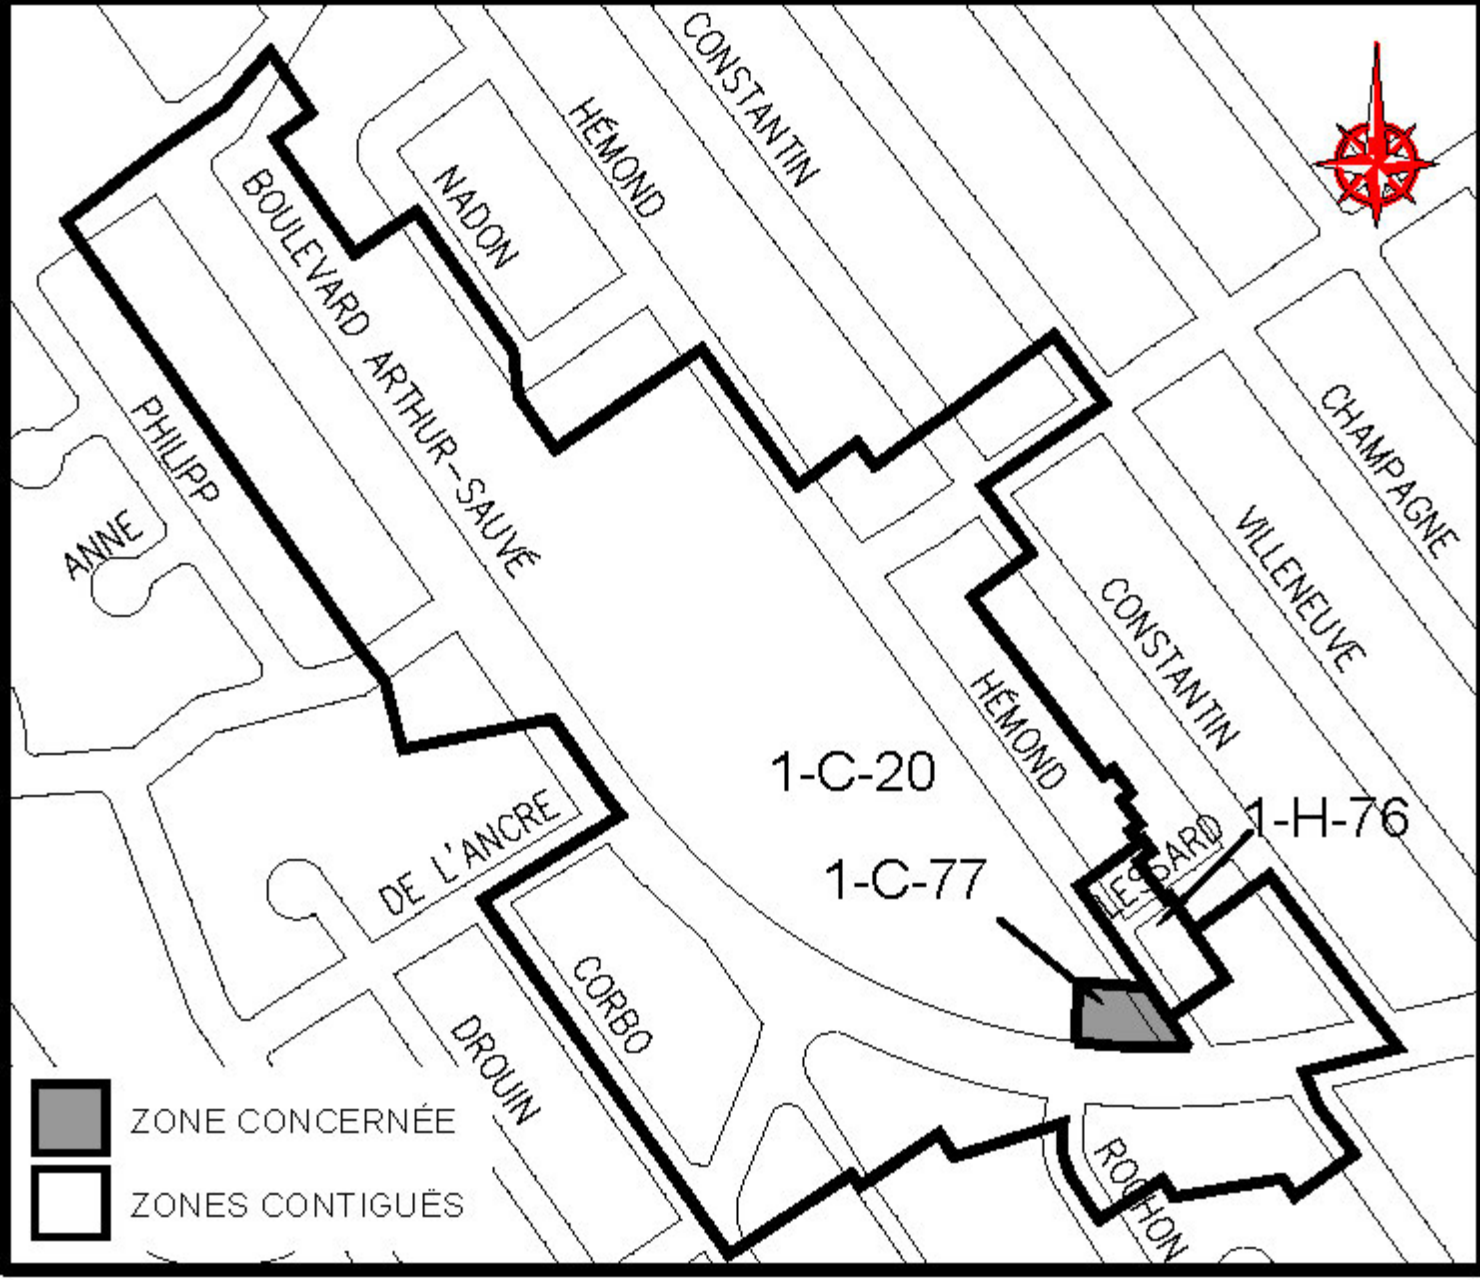 CONSTANTIN
HÉMOND
NADON
BOULEVARD ARTHUR-SAUVÉ
PHILIPP
ANNE
CHAMPAGNE
VILLENEUVE
CONSTANTIN
HÉMOND
1-C-20
1-H-76
LESSARD
1-C-77
DE L'ANCRE
CORBO
DROUIN
ROCHON
ZONE CONCERNÉE
ZONES CONTIGUËS